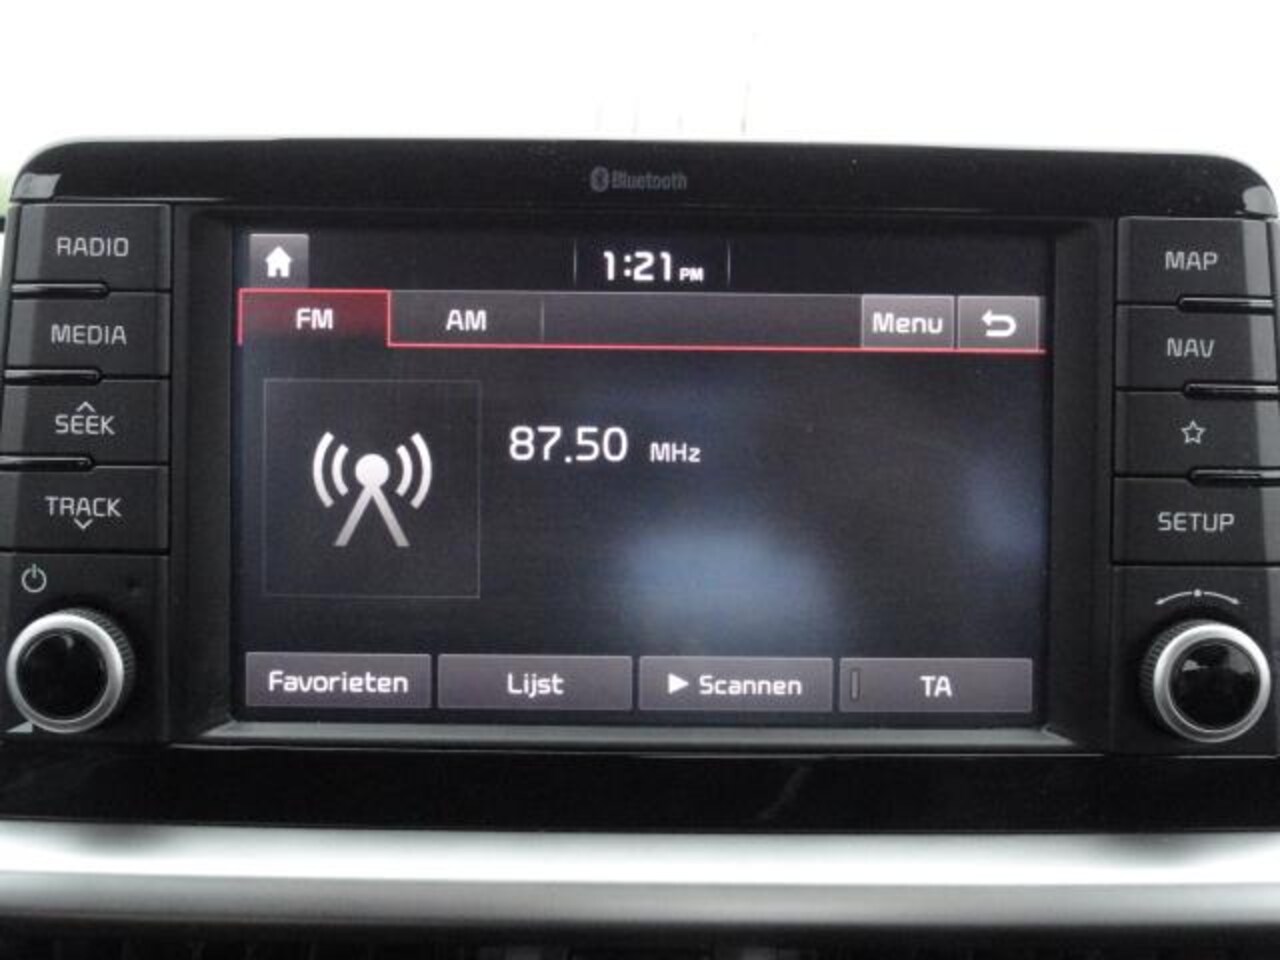 Bluetooth
RADIO
MEDIA
SEEK
TRACK
1:21 PM
FM AM Menu
87.50 MHz
Favorieten Lijst Scannen TA
MAP
NAV
SETUP